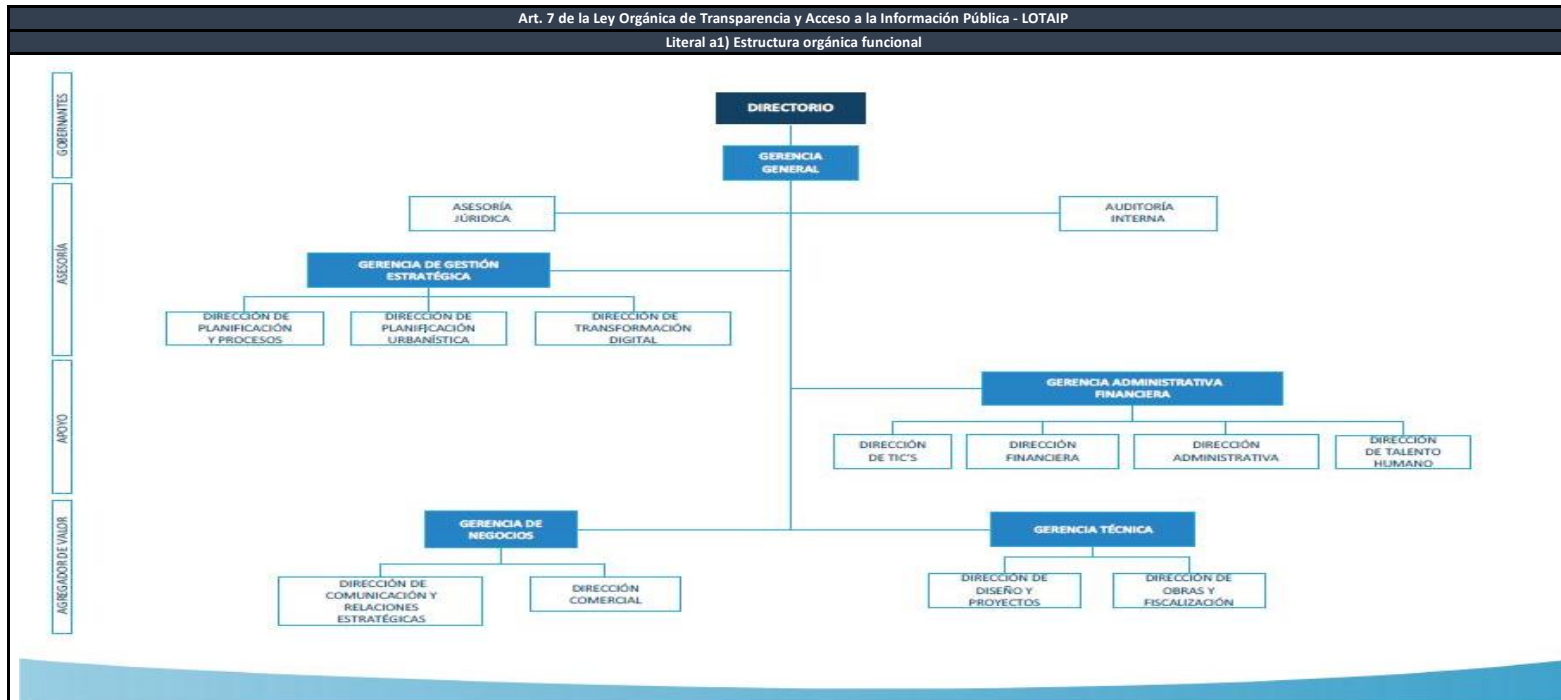 Art. 7 de la Ley Orgánica de Transparencia y Acceso a la Información Pública - LOTAIP
Literal a1) Estructura orgánica funcional
GOBERNANTES
DIRECTORIO
GERENCIA
GENERAL
ASESORÍA
ASESORÍA
JÚRIDICA
AUDITORÍA
INTERNA
GERENCIA DE GESTIÓN
ESTRATÉGICA
DIRECCIÓN DE
PLANIFICACIÓN
Y PROCESOS
DIRECCIÓN DE
PLANIFICACIÓN
URBANÍSTICA
DIRECCIÓN DE
TRANSFORMACIÓN
DIGITAL
APOYO
GERENCIA ADMINISTRATIVA
FINANCIERA
DIRECCIÓN
DE TIC'S
DIRECCIÓN
FINANCIERA
DIRECCIÓN
ADMINISTRATIVA
DIRECCIÓN
DE TALENTO
HUMANO
AGREGADOR DE VALOR
GERENCIA DE
NEGOCIOS
GERENCIA TÉCNICA
DIRECCIÓN DE
COMUNICACIÓN Y
RELACIONES
ESTRATÉGICAS
DIRECCIÓN
COMERCIAL
DIRECCIÓN DE
DISEÑO Y
PROYECTOS
DIRECCIÓN DE
OBRAS Y
FISCALIZACIÓN